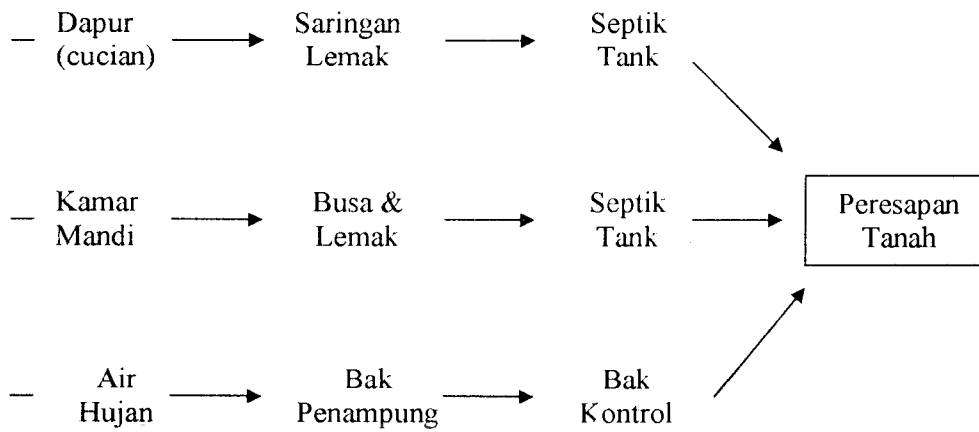 Dapur
(cucian)
Saringan
Lemak
Septik
Tank
Kamar
Mandi
Busa &
Lemak
Septik
Tank
Peresapan
Tanah
Air
Hujan
Bak
Penampung
Bak
Kontrol